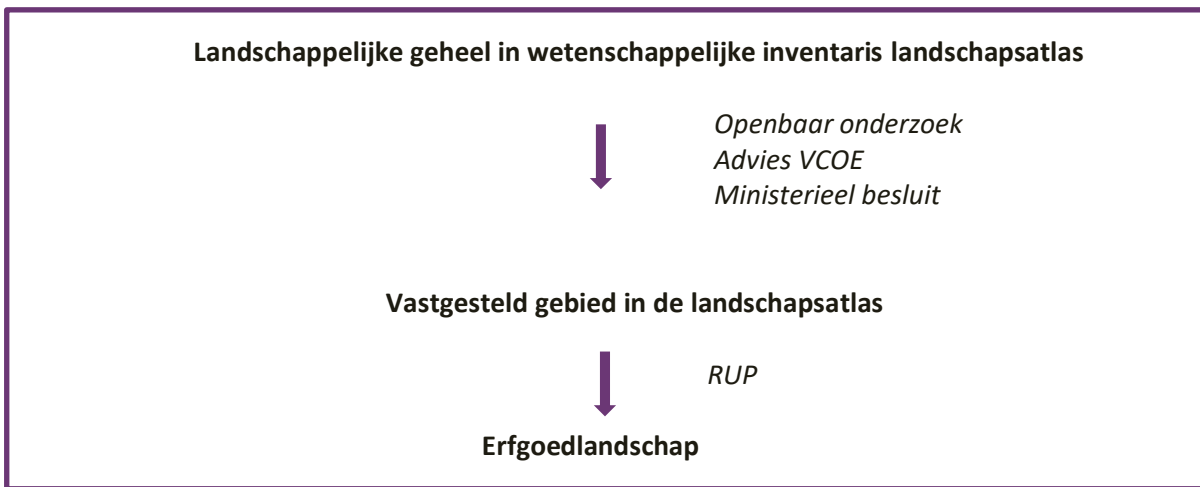 Landschappelijke geheel in wetenschappelijke inventaris landschapsatlas
Openbaar onderzoek
Advies VCOE
Ministerieel besluit
Vastgesteld gebied in de landschapsatlas
RUP
Erfgoedlandschap